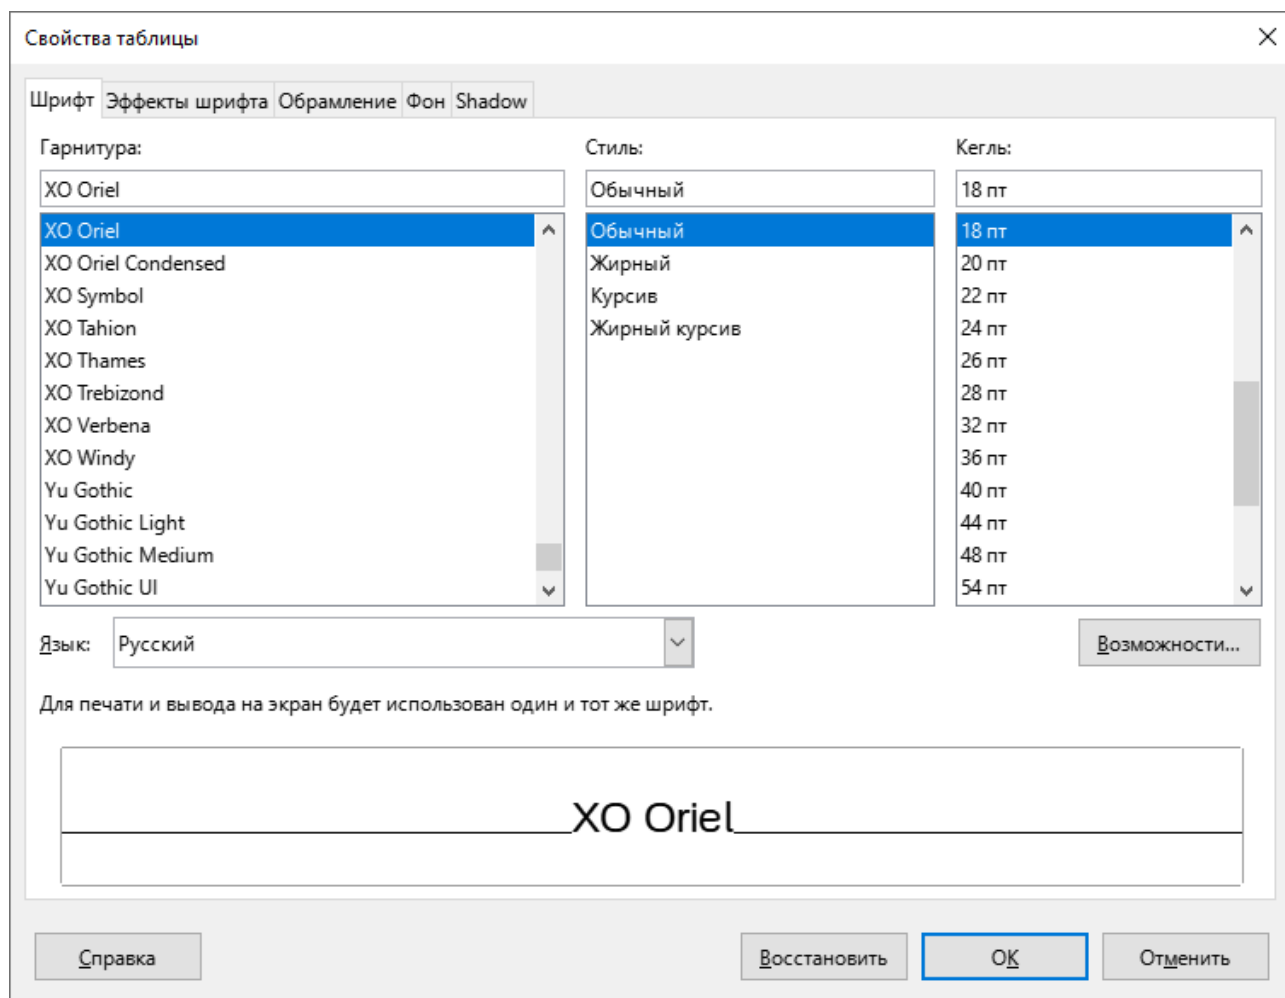 Свойства таблицы
Шрифт Эффекты шрифта Обрамление Фон Shadow
Гарнитура: Стиль: Кегль:
XO Oriel Обычный 18 пт
XO Oriel Обычный 18 пт
XO Oriel Condensed Жирный 20 пт
XO Symbol Курсив 22 пт
XO Tahion Жирный курсив 24 пт
XO Thames 26 пт
XO Trebizond 28 пт
XO Verbena 32 пт
XO Windy 36 пт
Yu Gothic 40 пт
Yu Gothic Light 44 пт
Yu Gothic Medium 48 пт
Yu Gothic UI 54 пт
Язык: Русский Возможности...
Для печати и вывода на экран будет использован один и тот же шрифт.
XO Oriel
Справка Восстановить ОК Отменить